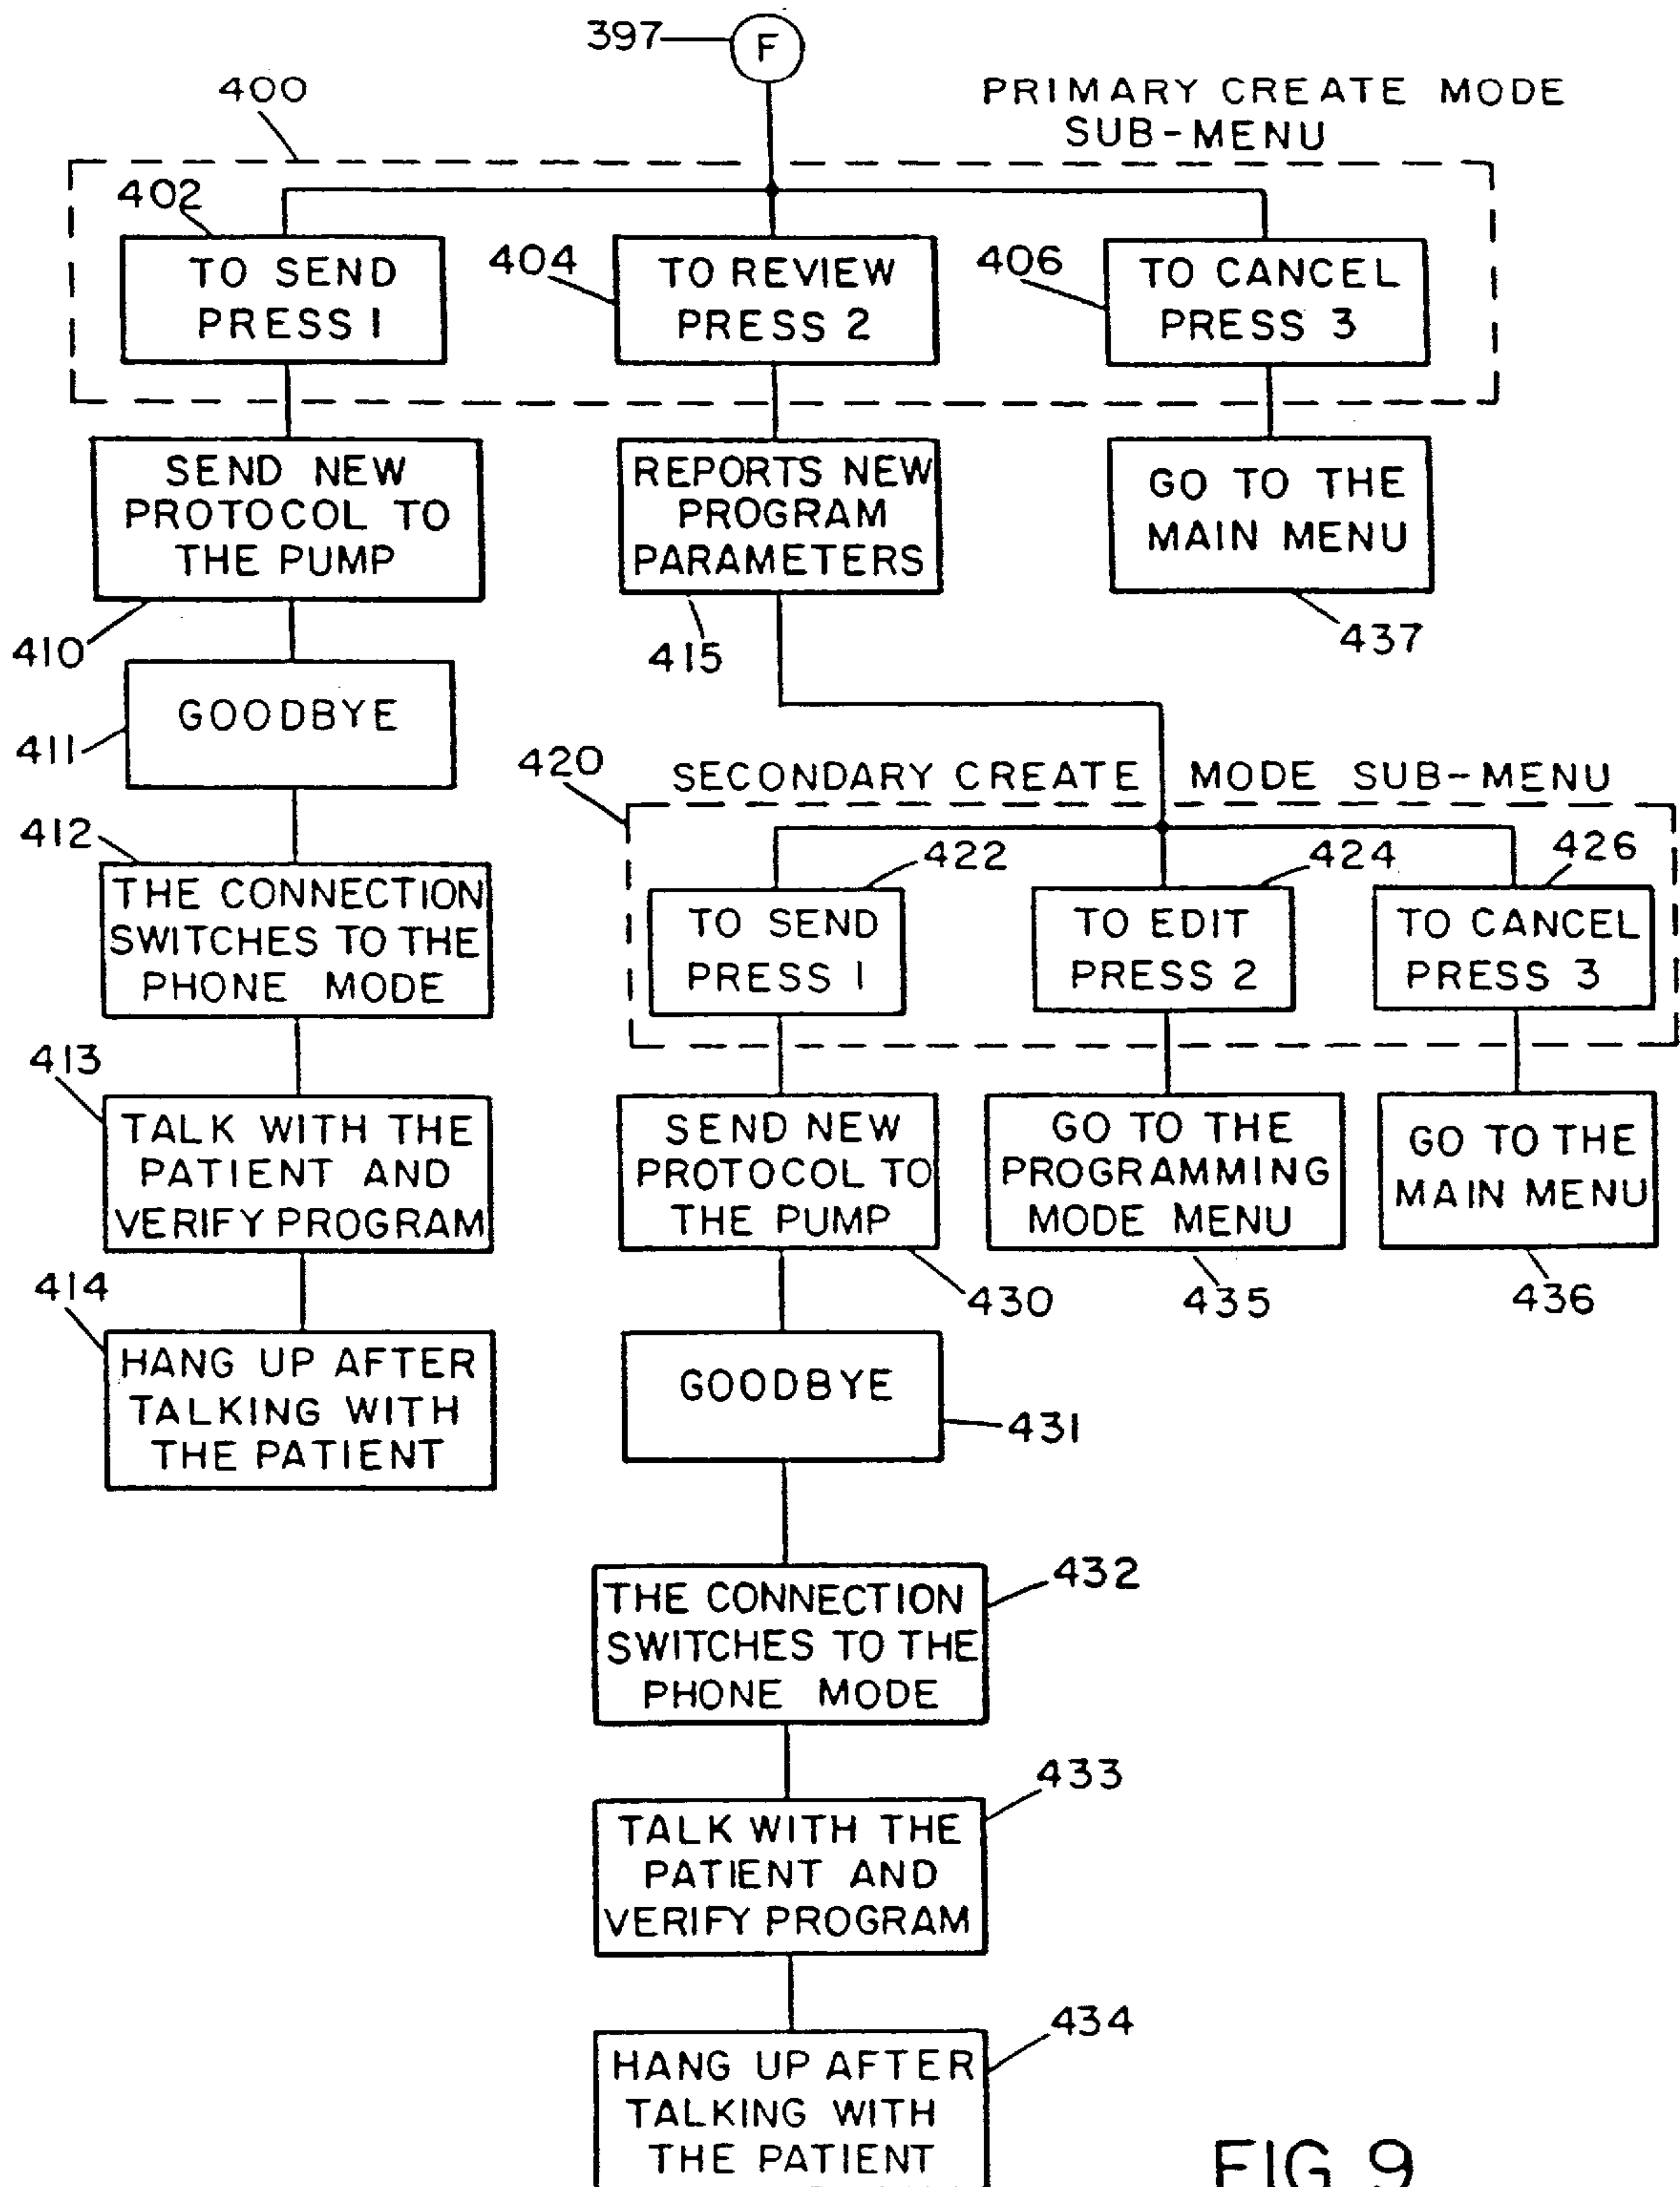 397
F
400
PRIMARY CREATE MODE
SUB-MENU
402
TO SEND
PRESS 1
404
TO REVIEW
PRESS 2
406
TO CANCEL
PRESS 3
SEND NEW
PROTOCOL TO
THE PUMP
410
REPORTS NEW
PROGRAM
PARAMETERS
415
GO TO THE
MAIN MENU
437
GOODBYE
411
412
THE CONNECTION
SWITCHES TO THE
PHONE MODE
413
TALK WITH THE
PATIENT AND
VERIFY PROGRAM
414
HANG UP AFTER
TALKING WITH
THE PATIENT
420
SECONDARY CREATE MODE SUB-MENU
422
TO SEND
PRESS 1
424
TO EDIT
PRESS 2
426
TO CANCEL
PRESS 3
SEND NEW
PROTOCOL TO
THE PUMP
430
GO TO THE
PROGRAMMING
MODE MENU
435
GO TO THE
MAIN MENU
436
GOODBYE
431
THE CONNECTION
SWITCHES TO THE
PHONE MODE
432
TALK WITH THE
PATIENT AND
VERIFY PROGRAM
433
HANG UP AFTER
TALKING WITH
THE PATIENT
434
FIG. 9